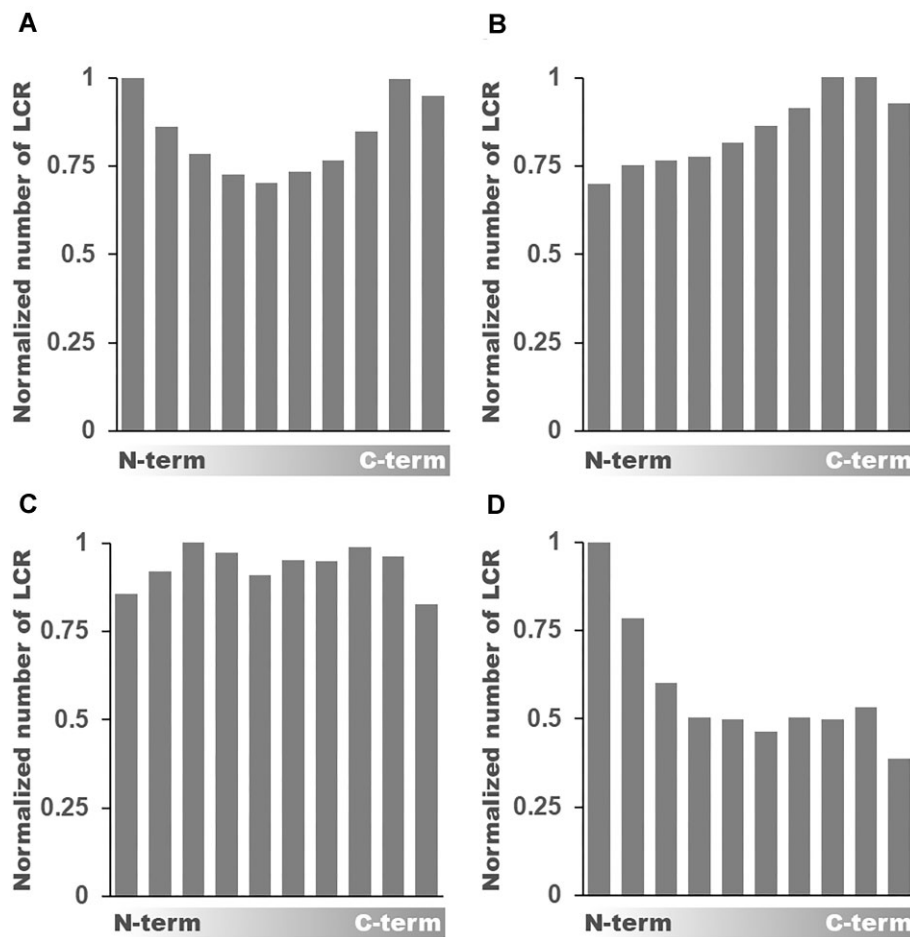 A
Normalized number of LCR
1
0.75
0.5
0.25
0
N-term C-term
B
Normalized number of LCR
1
0.75
0.5
0.25
0
N-term C-term
C
Normalized number of LCR
1
0.75
0.5
0.25
0
N-term C-term
D
Normalized number of LCR
1
0.75
0.5
0.25
0
N-term C-term